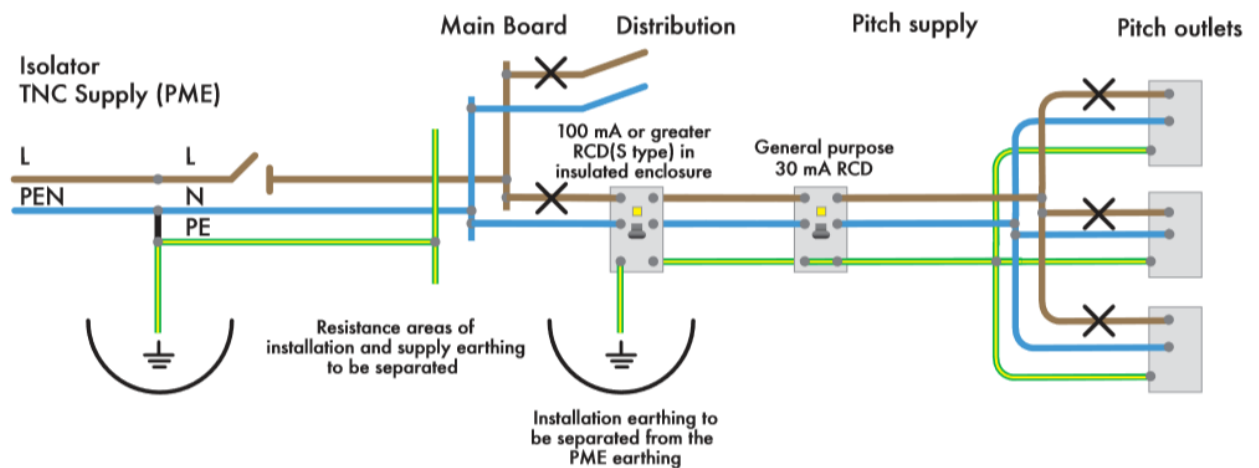 Main Board
Distribution
Pitch supply
Pitch outlets
Isolator
TNC Supply (PME)
100 mA or greater
RCD(S type) in
insulated enclosure
General purpose
30 mA RCD
L
L
PEN
N
PE
Resistance areas of
installation and supply earthing
to be separated
Installation earthing to
be separated from the
PME earthing